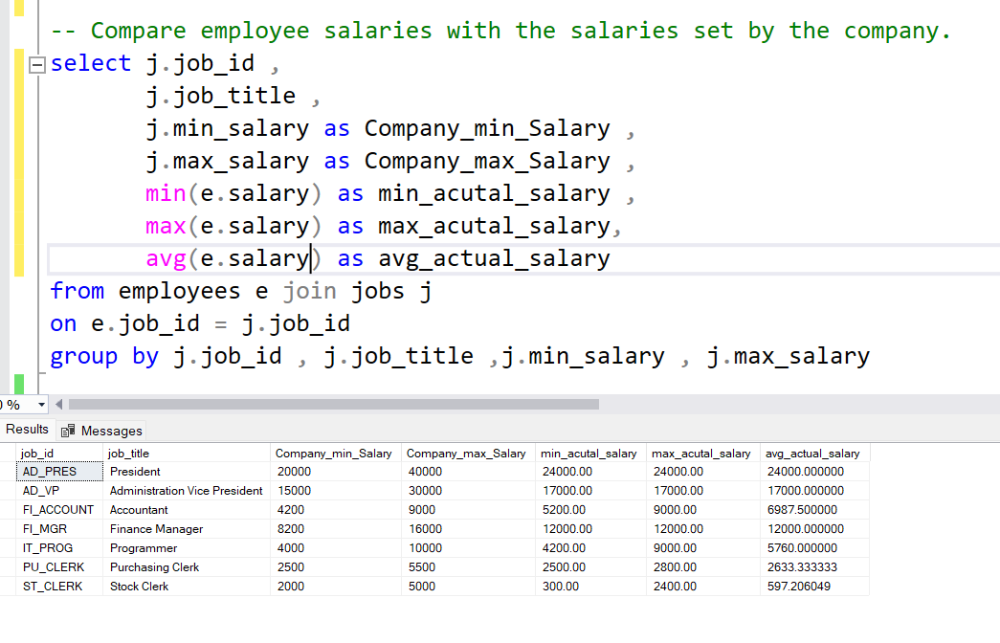 -- Compare employee salaries with the salaries set by the company.
select j.job_id ,
j.job_title ,
j.min_salary as Company_min_Salary ,
j.max_salary as Company_max_Salary ,
min(e.salary) as min_acutal_salary ,
max(e.salary) as max_acutal_salary,
avg(e.salary) as avg_actual_salary
from employees e join jobs j
on e.job_id = j.job_id
group by j.job_id , j.job_title ,j.min_salary , j.max_salary
0 %
Results Messages
job_id job_title Company_min_Salary Company_max_Salary min_acutal_salary max_acutal_salary avg_actual_salary
AD_PRES President 20000 40000 24000.00 24000.00 24000.000000
AD_VP Administration Vice President 15000 30000 17000.00 17000.00 17000.000000
FI_ACCOUNT Accountant 4200 9000 5200.00 9000.00 6987.500000
FI_MGR Finance Manager 8200 16000 12000.00 12000.00 12000.000000
IT_PROG Programmer 4000 10000 4200.00 9000.00 5760.000000
PU_CLERK Purchasing Clerk 2500 5500 2500.00 2800.00 2633.333333
ST_CLERK Stock Clerk 2000 5000 300.00 2400.00 597.206049